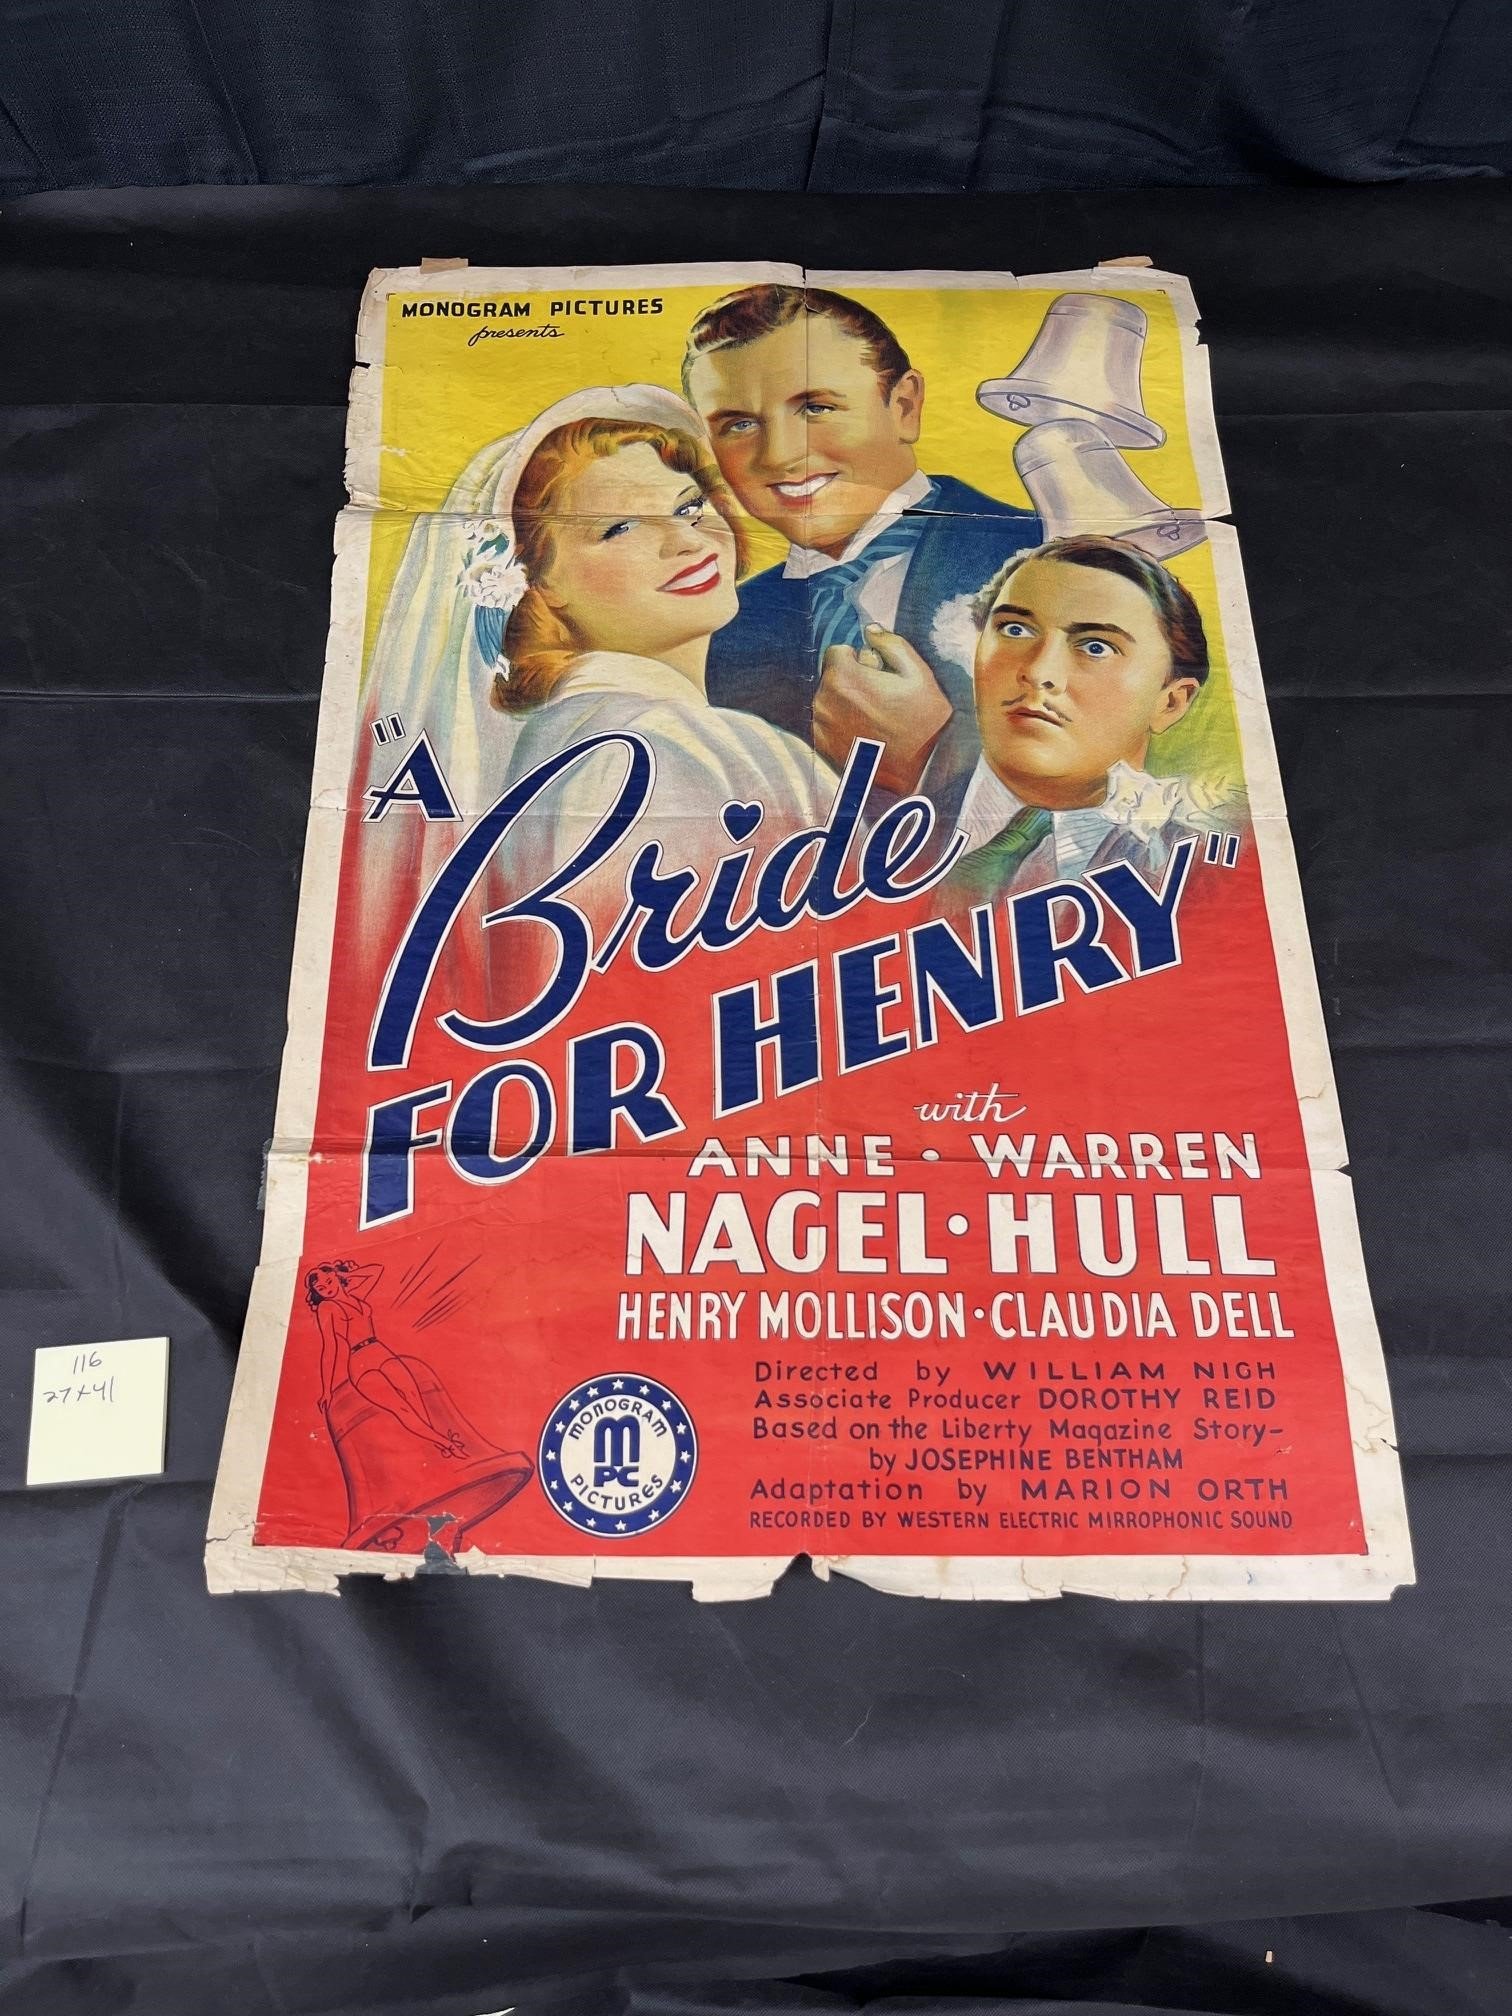 MONOGRAM PICTURES
presents
"A
Bride
FOR HENRY"
with
ANNE • WARREN
NAGEL • HULL
HENRY MOLLISON • CLAUDIA DELL
Directed by WILLIAM NIGH
Associate Producer DOROTHY REID
Based on the Liberty Magazine Story-
by JOSEPHINE BENTHAM
Adaptation by MARION ORTH
RECORDED BY WESTERN ELECTRIC MIRROPHONIC SOUND
MONOGRAM
M
PC
PICTURES
116
27x41